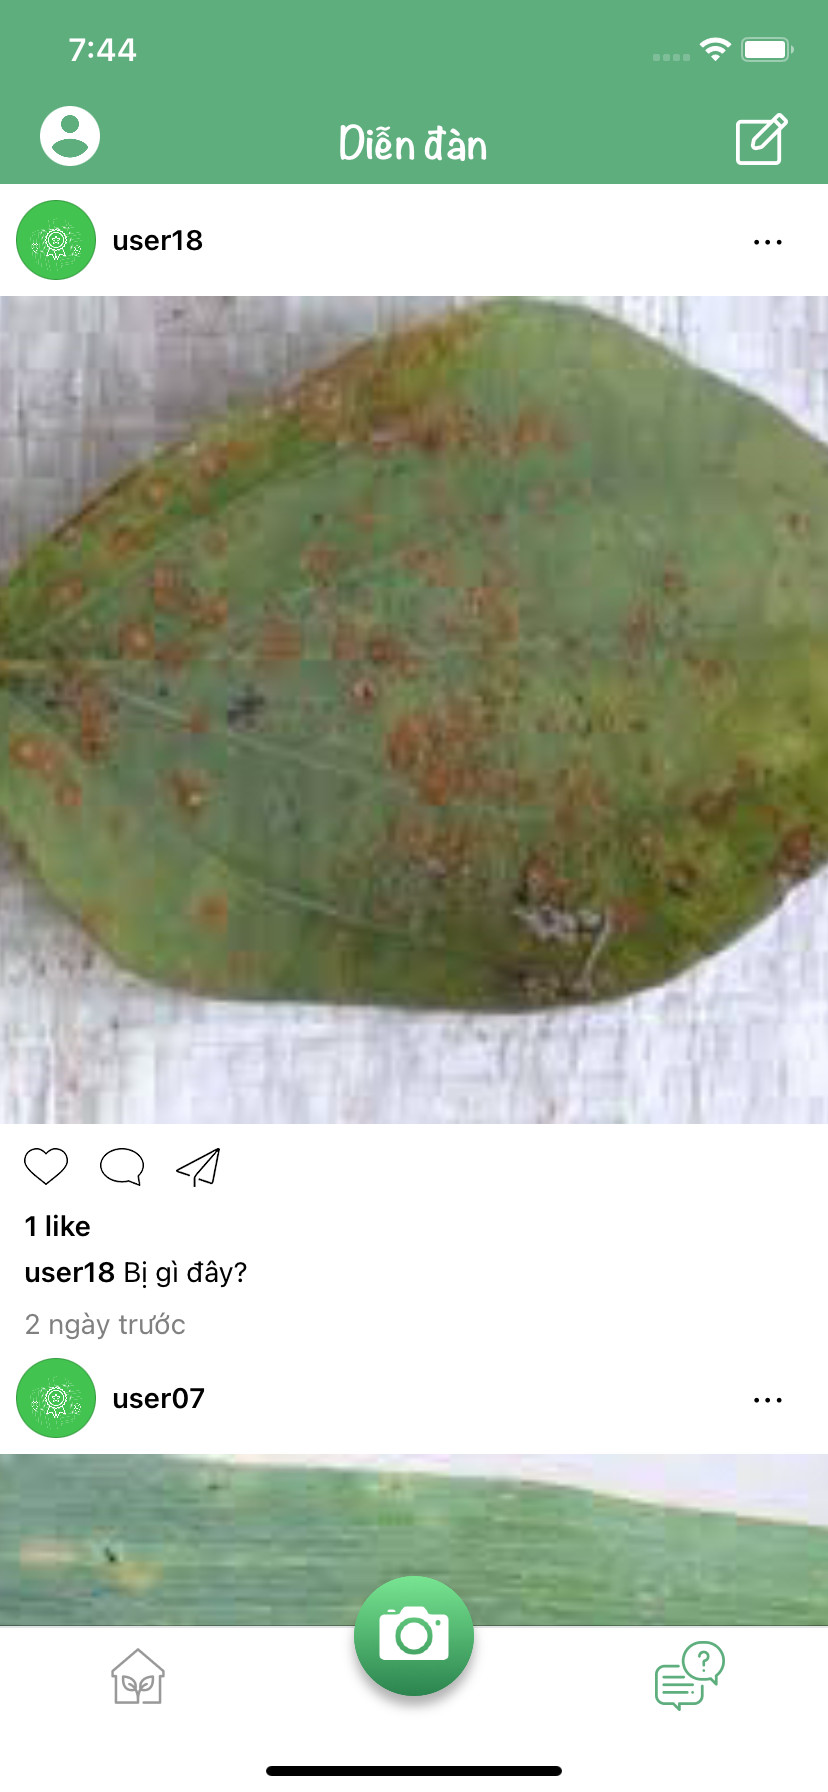 7:44
Diễn đàn
user18
1 like
user18 Bị gì đây?
2 ngày trước
user07
?